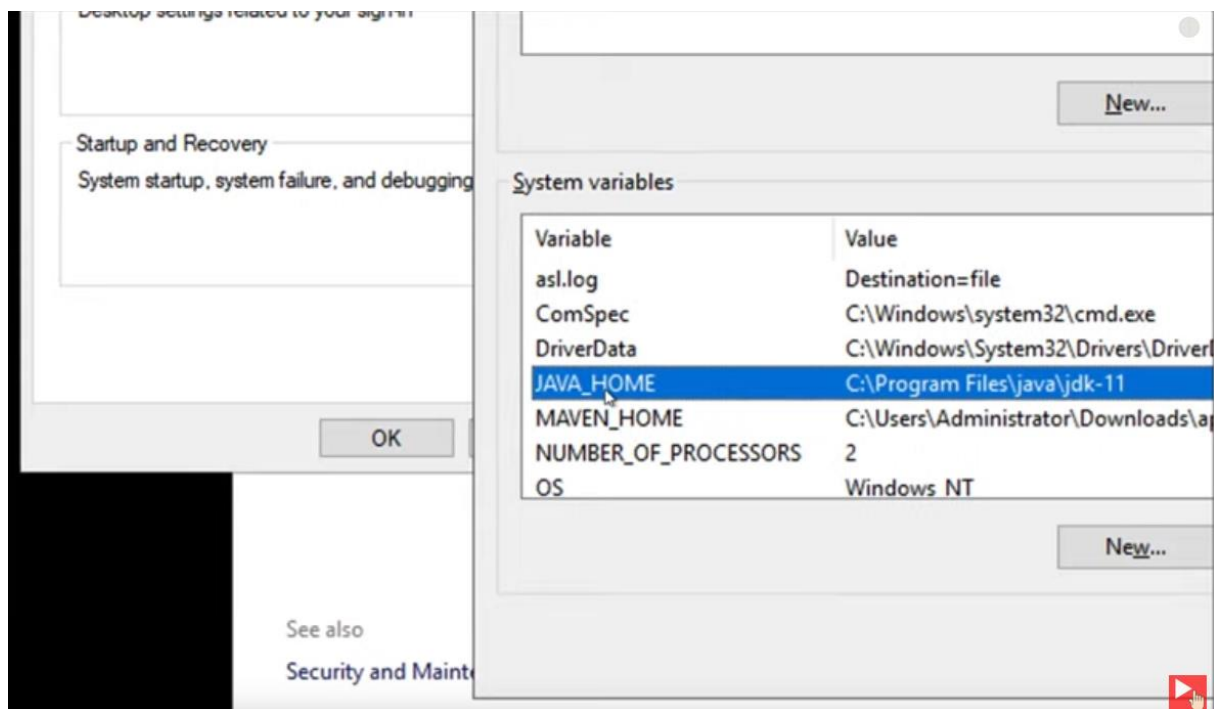 Desktop settings related to your sign-in
New...
Startup and Recovery
System startup, system failure, and debugging
System variables
Variable Value
asl.log Destination=file
ComSpec C:\Windows\system32\cmd.exe
DriverData C:\Windows\System32\Drivers\DriverD
JAVA_HOME C:\Program Files\java\jdk-11
MAVEN_HOME C:\Users\Administrator\Downloads\ap
NUMBER_OF_PROCESSORS 2
OS Windows_NT
OK
New...
See also
Security and Mainte